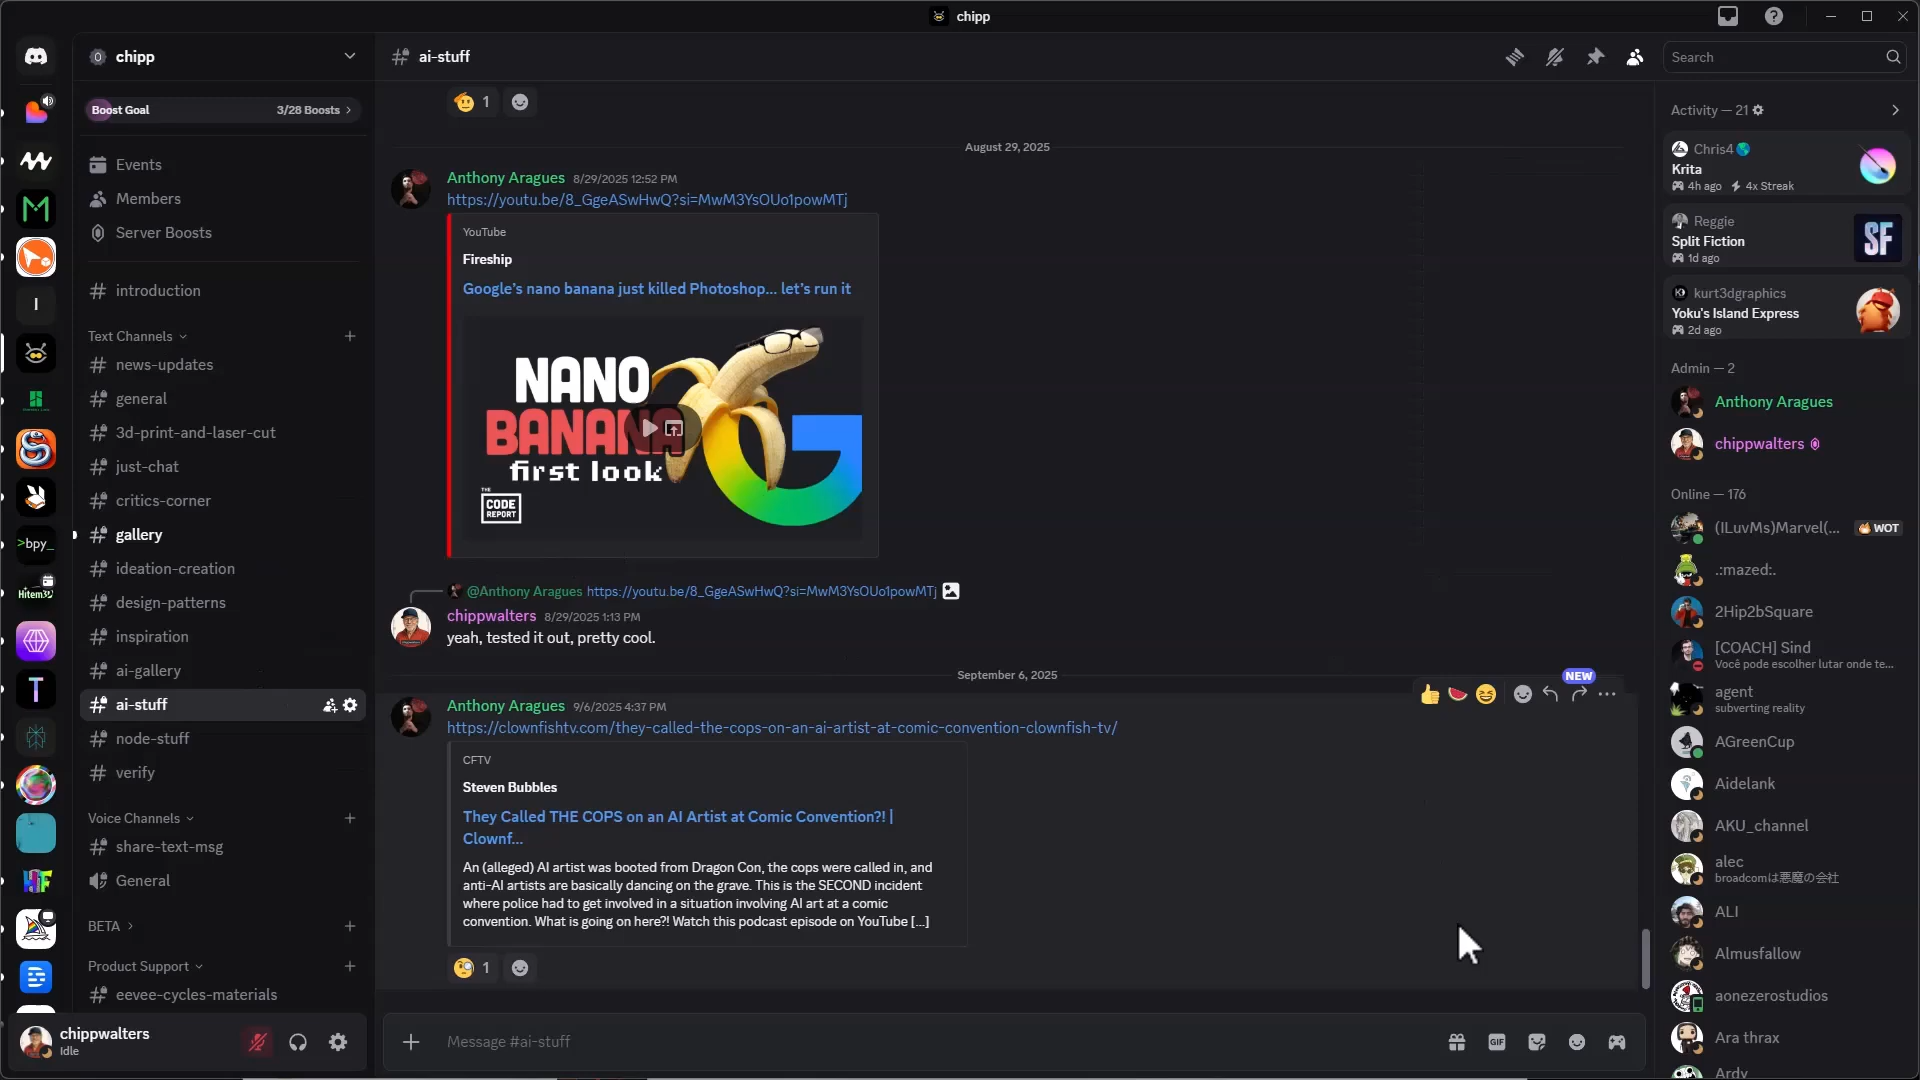 chipp
chipp
Boost Goal
3/28 Boosts
Events
Members
Server Boosts
introduction
Text Channels
news-updates
general
3d-print-and-laser-cut
just-chat
critics-corner
gallery
ideation-creation
design-patterns
inspiration
ai-gallery
ai-stuff
node-stuff
verify
Voice Channels
share-text-msg
General
BETA
Product Support
eevee-cycles-materials
chippwalters
Idle
I
>bpy_
Hitem3D
T
HIF
ai-stuff
Search
1
August 29, 2025
Anthony Aragues 8/29/2025 12:52 PM
https://youtu.be/8_GgeASwHwQ?si=MwM3YsOUo1powMTj
YouTube
Fireship
Google's nano banana just killed Photoshop... let's run it
NANO
BANANA
first look
THE
CODE
REPORT
@Anthony Aragues https://youtu.be/8_GgeASwHwQ?si=MwM3YsOUo1powMTj
chippwalters 8/29/2025 1:13 PM
yeah, tested it out, pretty cool.
September 6, 2025
NEW
Anthony Aragues 9/6/2025 4:37 PM
https://clownfishtv.com/they-called-the-cops-on-an-ai-artist-at-comic-convention-clownfish-tv/
CFTV
Steven Bubbles
They Called THE COPS on an AI Artist at Comic Convention?! |
Clownf...
An (alleged) AI artist was booted from Dragon Con, the cops were called in, and
anti-AI artists are basically dancing on the grave. This is the SECOND incident
where police had to get involved in a situation involving AI art at a comic
convention. What is going on here?! Watch this podcast episode on YouTube [...]
1
Message #ai-stuff
GIF
Activity — 21
Chris4
Krita
4h ago 4x Streak
Reggie
Split Fiction
1d ago
SF
kurt3dgraphics
Yoku's Island Express
2d ago
Admin — 2
Anthony Aragues
chippwalters
Online — 176
(ILuvMs)Marvel(... WOT
.:mazed:.
2Hip2bSquare
[COACH] Sind
Você pode escolher lutar onde te...
agent
subverting reality
AGreenCup
Aidelank
AKU_channel
alec
broadcomは悪魔の会社
ALI
Almusfallow
aonezerostudios
Ara thrax
Ardy